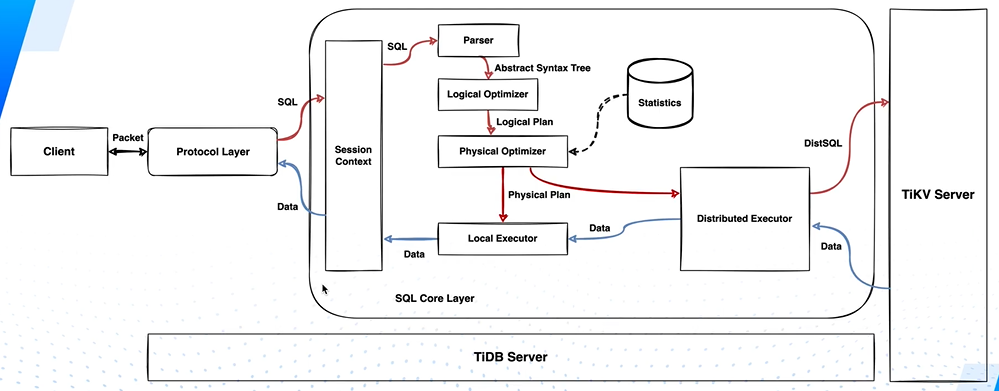 Client
Packet
Protocol Layer
SQL
Data
Session
Context
SQL
Parser
Abstract Syntax Tree
Logical Optimizer
Logical Plan
Physical Optimizer
Statistics
Physical Plan
Local Executor
Data
Data
Distributed Executor
DistSQL
Data
TiKV Server
SQL Core Layer
TiDB Server